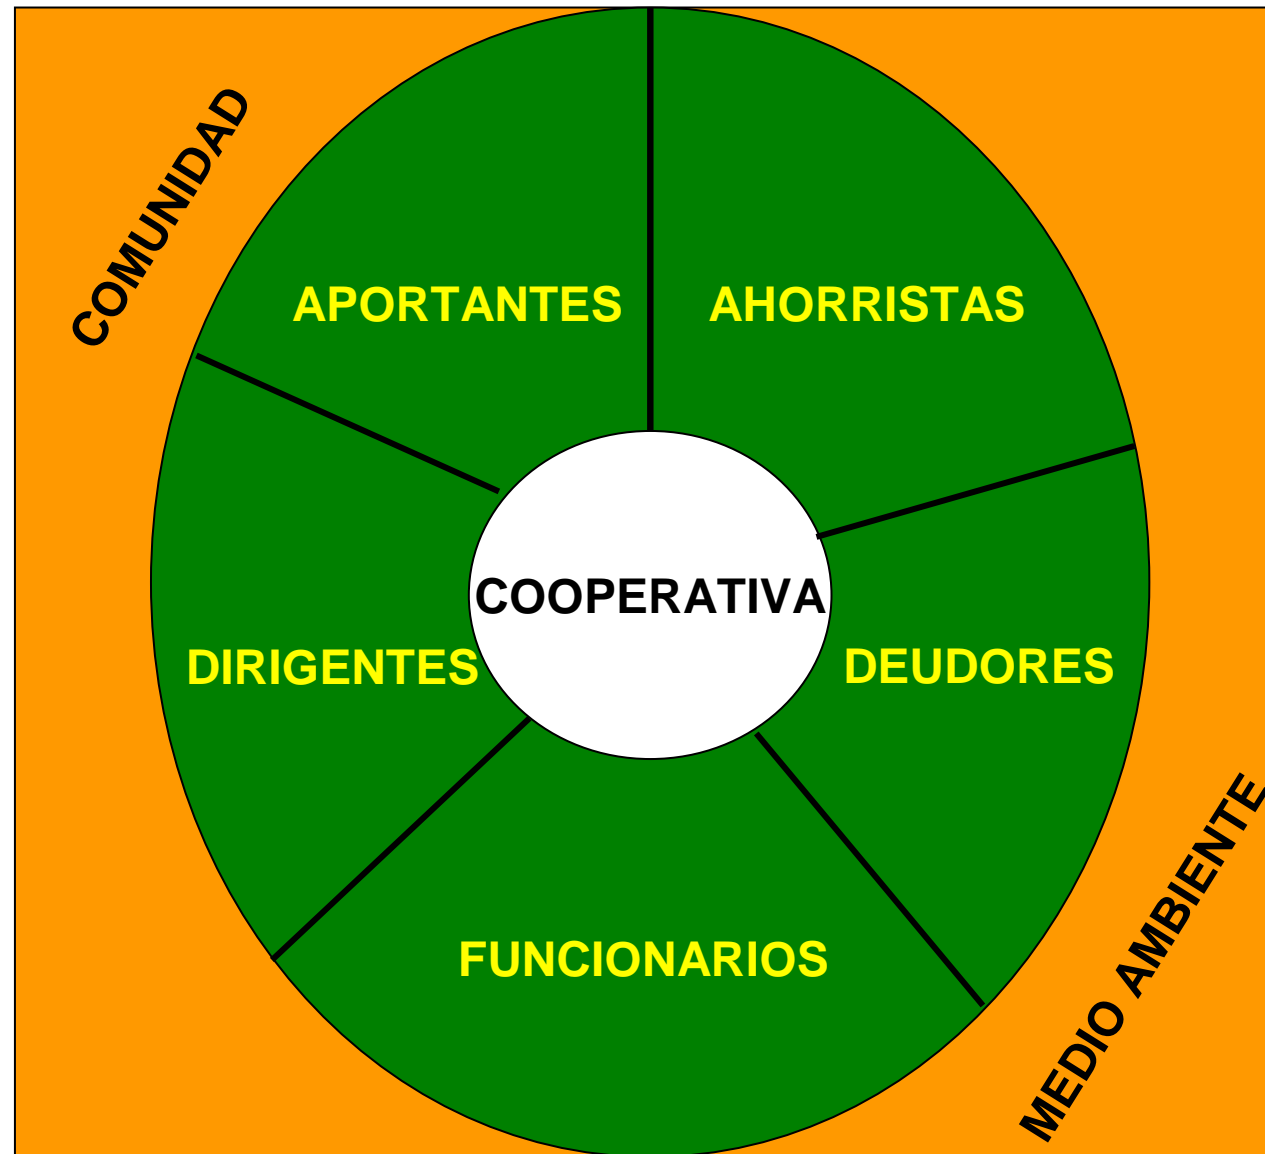 COMUNIDAD
APORTANTES
AHORRISTAS
COOPERATIVA
DIRIGENTES
DEUDORES
FUNCIONARIOS
MEDIO AMBIENTE